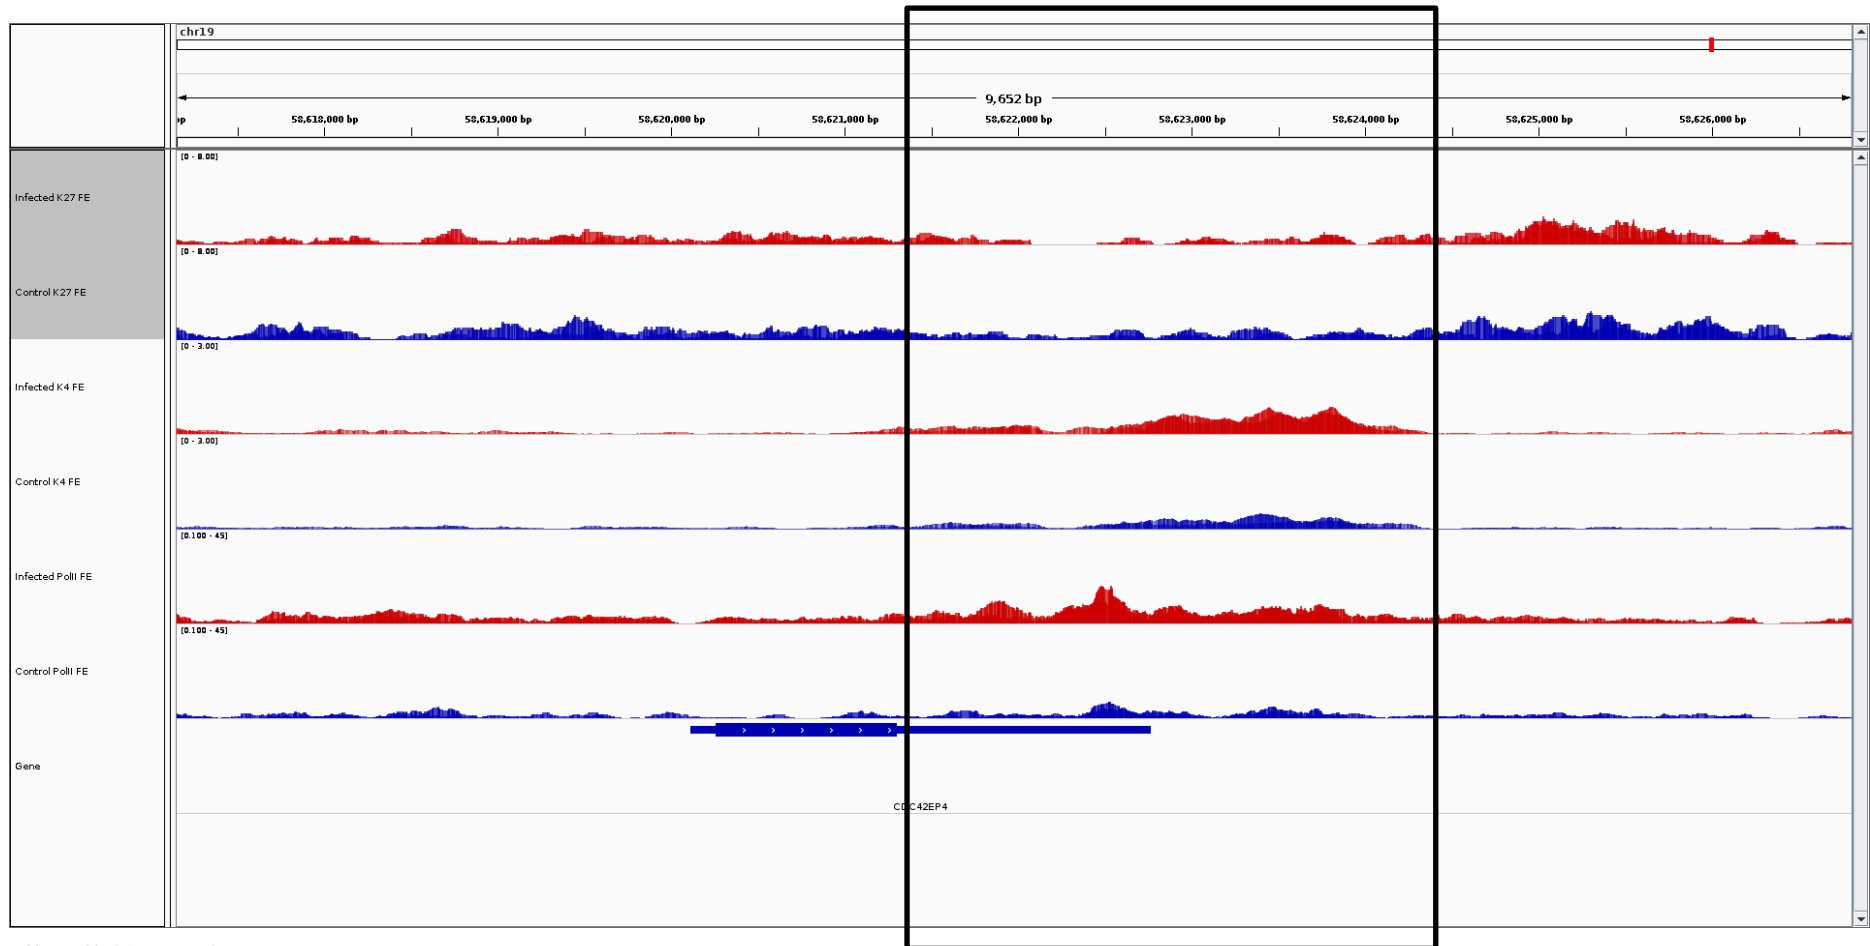 chr19
9,652 bp
bp 58,618,000 bp 58,619,000 bp 58,620,000 bp 58,621,000 bp 58,622,000 bp 58,623,000 bp 58,624,000 bp 58,625,000 bp 58,626,000 bp
[0 - 8.00]
Infected K27 FE
[0 - 8.00]
Control K27 FE
[0 - 3.00]
Infected K4 FE
[0 - 3.00]
Control K4 FE
[0.100 - 45]
Infected PolII FE
[0.100 - 45]
Control PolII FE
Gene
CDC42EP4